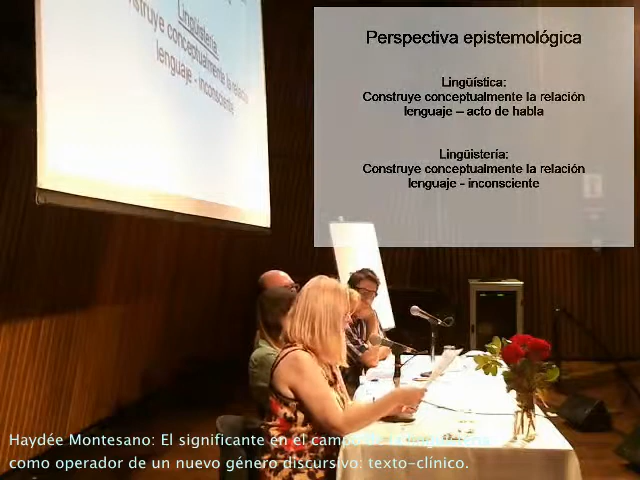 Lingüistería
construye conceptualmente la relación
lenguaje - inconsciente
Perspectiva epistemológica
Lingüística:
Construye conceptualmente la relación
lenguaje – acto de habla
Lingüistería:
Construye conceptualmente la relación
lenguaje - inconsciente
Haydée Montesano: El significante en el campo
como operador de un nuevo género discursivo: texto-clínico.